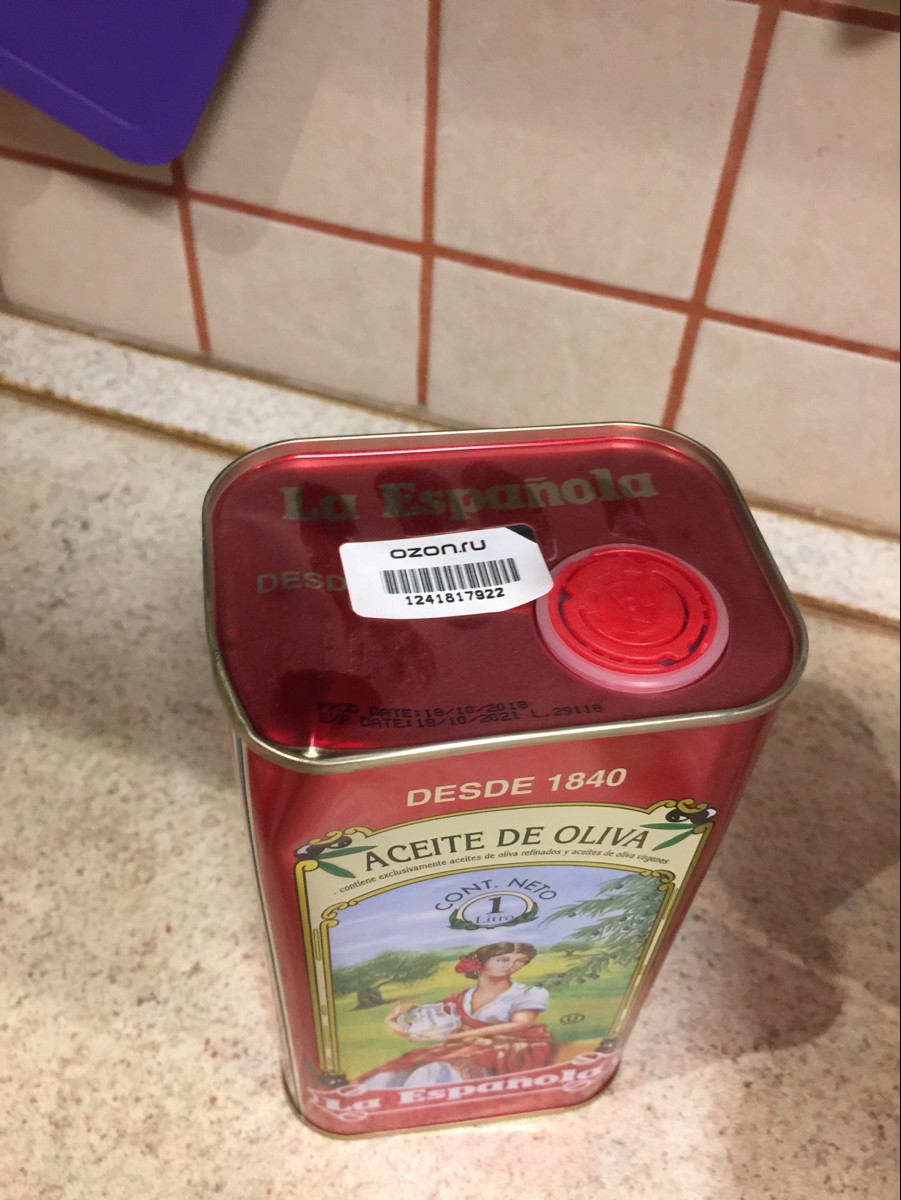 La Española
ozon.ru
DESD
1241817922
PROD DATE:18/10/2018
EXP DATE:18/10/2021 L.29118
DESDE 1840
ACEITE DE OLIVA
contiene exclusivamente aceites de oliva refinados y aceites de oliva vírgenes
CONT. NETO
1
Litro
U
La Española